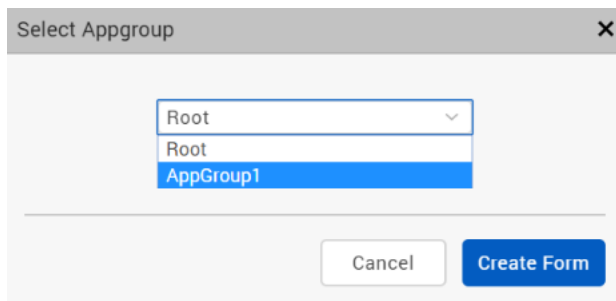 Select Appgroup
Root
Root
AppGroup1
Cancel
Create Form